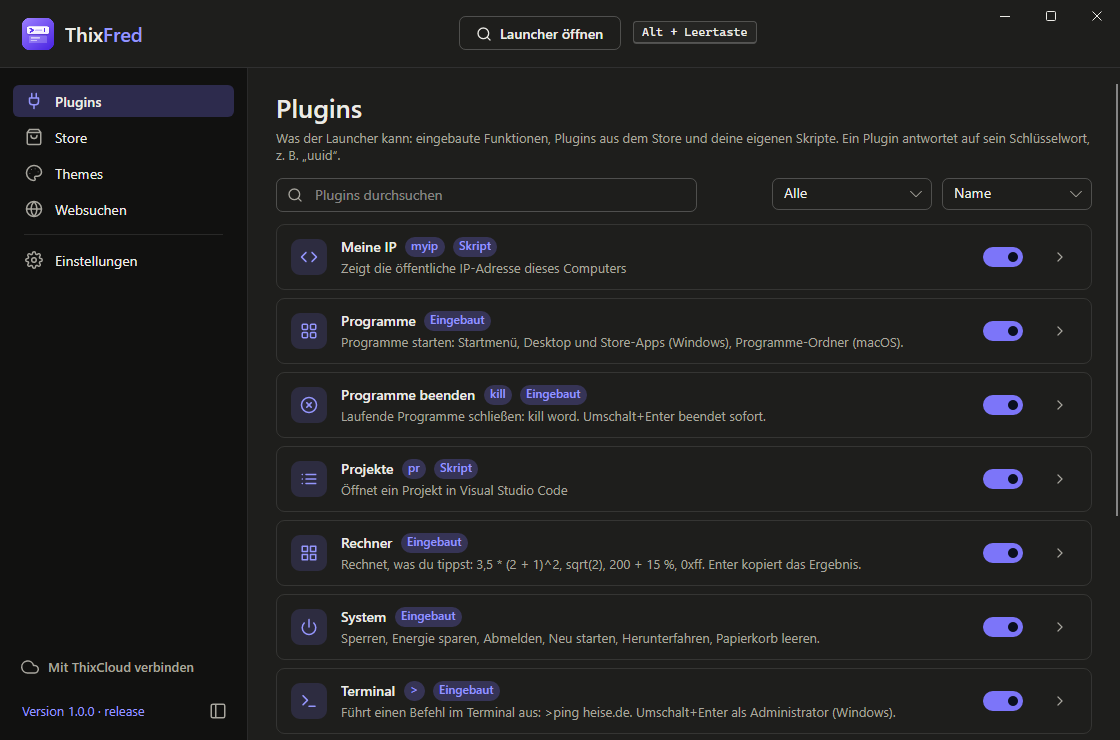 ThixFred
Launcher öffnen
Alt + Leertaste
Plugins
Store
Themes
Websuchen
Einstellungen
Mit ThixCloud verbinden
Version 1.0.0 · release
Plugins
Was der Launcher kann: eingebaute Funktionen, Plugins aus dem Store und deine eigenen Skripte. Ein Plugin antwortet auf sein Schlüsselwort,
z. B. „uuid“.
Plugins durchsuchen
Alle
Name
Meine IP myip Skript
Zeigt die öffentliche IP-Adresse dieses Computers
Programme Eingebaut
Programme starten: Startmenü, Desktop und Store-Apps (Windows), Programme-Ordner (macOS).
Programme beenden kill Eingebaut
Laufende Programme schließen: kill word. Umschalt+Enter beendet sofort.
Projekte pr Skript
Öffnet ein Projekt in Visual Studio Code
Rechner Eingebaut
Rechnet, was du tippst: 3,5 * (2 + 1)^2, sqrt(2), 200 + 15 %, 0xff. Enter kopiert das Ergebnis.
System Eingebaut
Sperren, Energie sparen, Abmelden, Neu starten, Herunterfahren, Papierkorb leeren.
Terminal > Eingebaut
Führt einen Befehl im Terminal aus: >ping heise.de. Umschalt+Enter als Administrator (Windows).